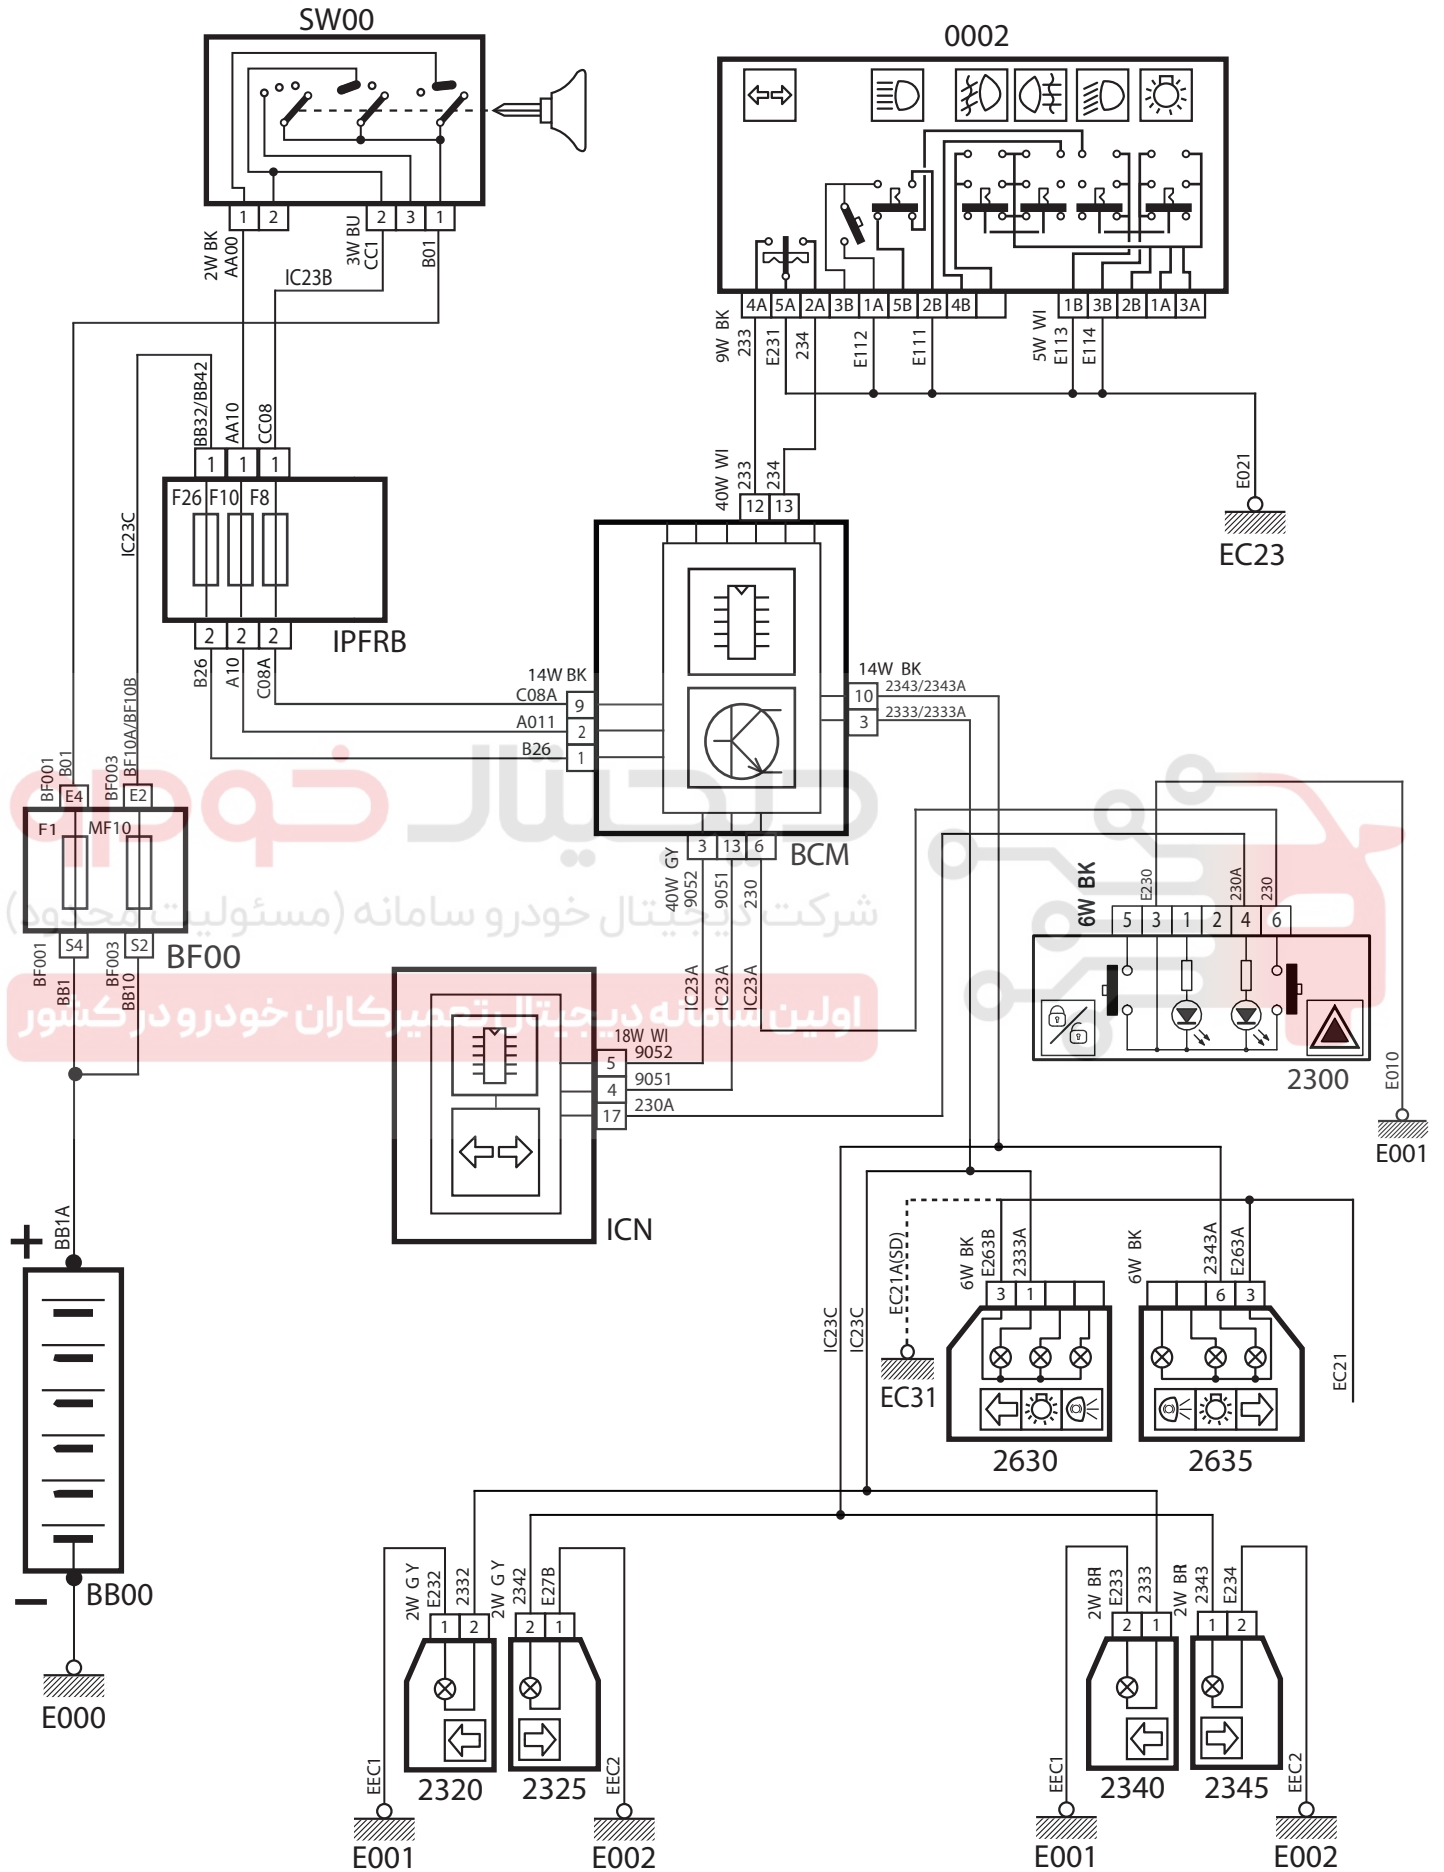 SW00
0002
1
2
2
3
1
2W BK
AA00
3W BU
CC1
B01
IC23B
4A
5A
2A
3B
1A
5B
2B
4B
1B
3B
2B
1A
3A
9W BK
233
E231
234
E112
E111
5W WI
E113
E114
E021
EC23
BB32/BB42
AA10
CC08
IC23C
1
1
1
F26
F10
F8
2
2
2
IPFRB
B26
A10
C08A
40W WI
233
234
12
13
14W BK
C08A
9
A011
2
B26
1
14W BK
10
2343/2343A
3
2333/2333A
3
13
6
BCM
40W GY
9052
9051
230
IC23A
IC23A
IC23A
BF001
B01
BF003
BF10A/BF10B
E4
E2
F1
MF10
S4
S2
BF00
BF001
BB1
BF003
BB10
دیجیتال خودرو
شرکت دیجیتال خودرو سامانه (مسئولیت محدود)
اولین سامانه دیجیتال تعمیرکاران خودرو در کشور
6W BK
E230
230A
230
5
3
1
2
4
6
2300
E010
E001
18W WI
5
9052
4
9051
17
230A
ICN
BB1A
+
−
BB00
E000
EC21A(SD)
EC31
6W BK
E263B
2333A
3
1
2630
6W BK
2343A
E263A
6
3
2635
EC21
IC23C
IC23C
2W GY
E232
2332
1
2
2320
2W GY
2342
E27B
2
1
2325
EEC1
E001
EEC2
E002
2W BR
E233
2333
2
1
2340
2W BR
2343
E234
1
2
2345
EEC1
E001
EEC2
E002